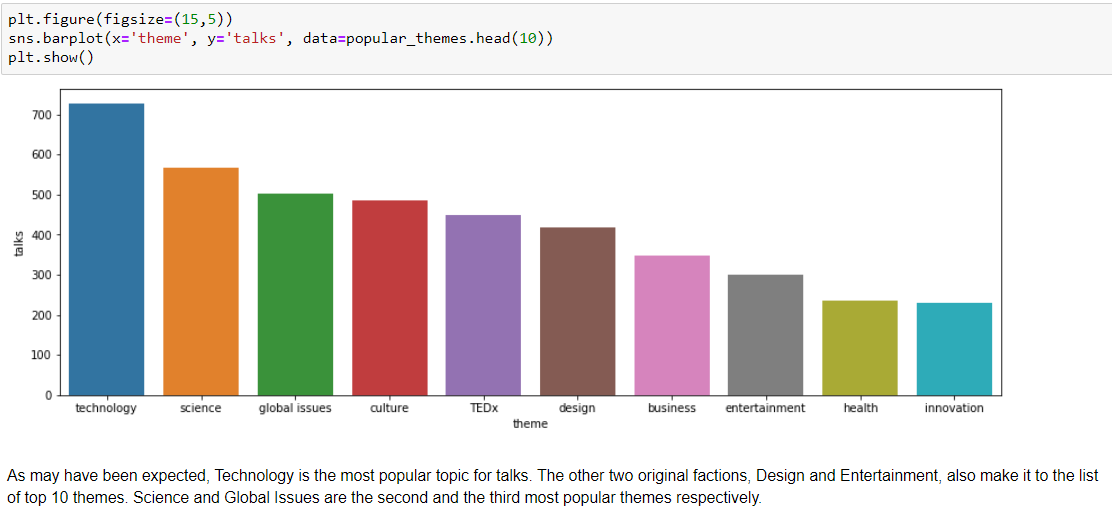 plt.figure(figsize=(15,5))
sns.barplot(x='theme', y='talks', data=popular_themes.head(10))
plt.show()
700
600
500
400
300
200
100
0
talks
technology science global issues culture TEDx design business entertainment health innovation
theme
As may have been expected, Technology is the most popular topic for talks. The other two original factions, Design and Entertainment, also make it to the list
of top 10 themes. Science and Global Issues are the second and the third most popular themes respectively.